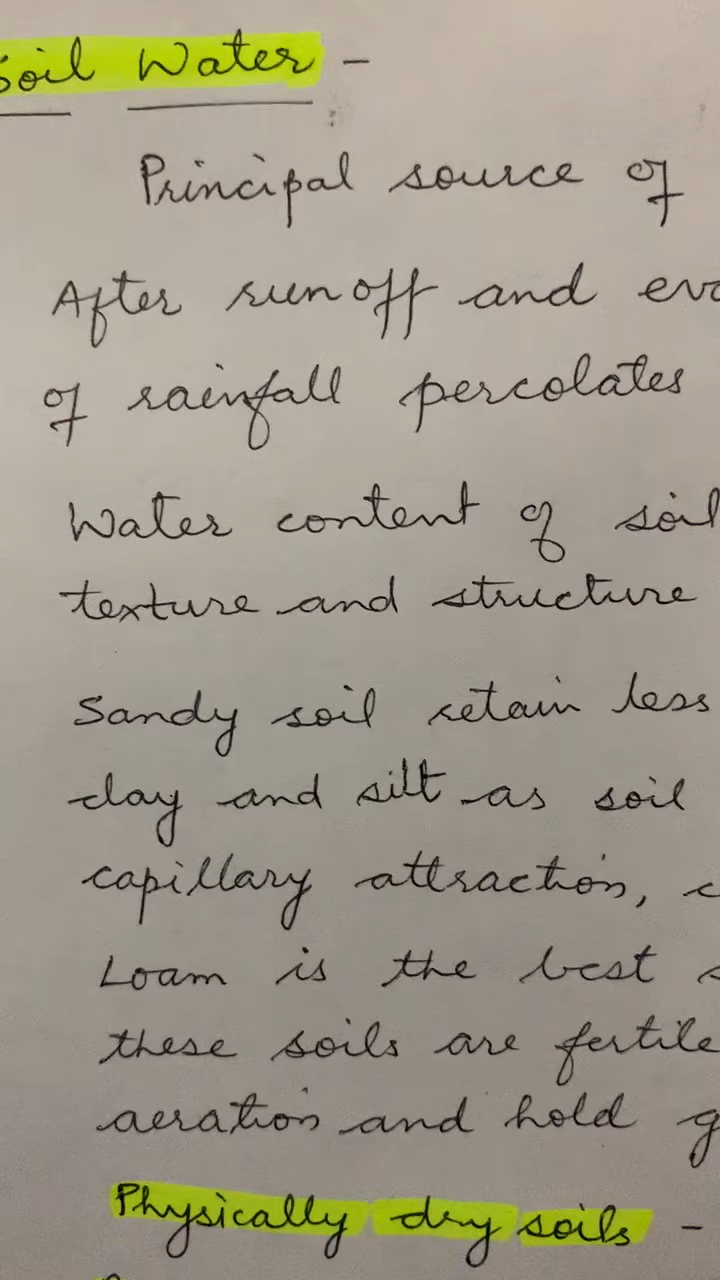 Soil Water -
Principal source of
After runoff and eva
of rainfall percolates
Water content of soil
texture and structure
Sandy soil retain less
clay and silt as soil
capillary attraction, c
Loam is the best s
these soils are fertile
aeration and hold g
Physically dry soils -